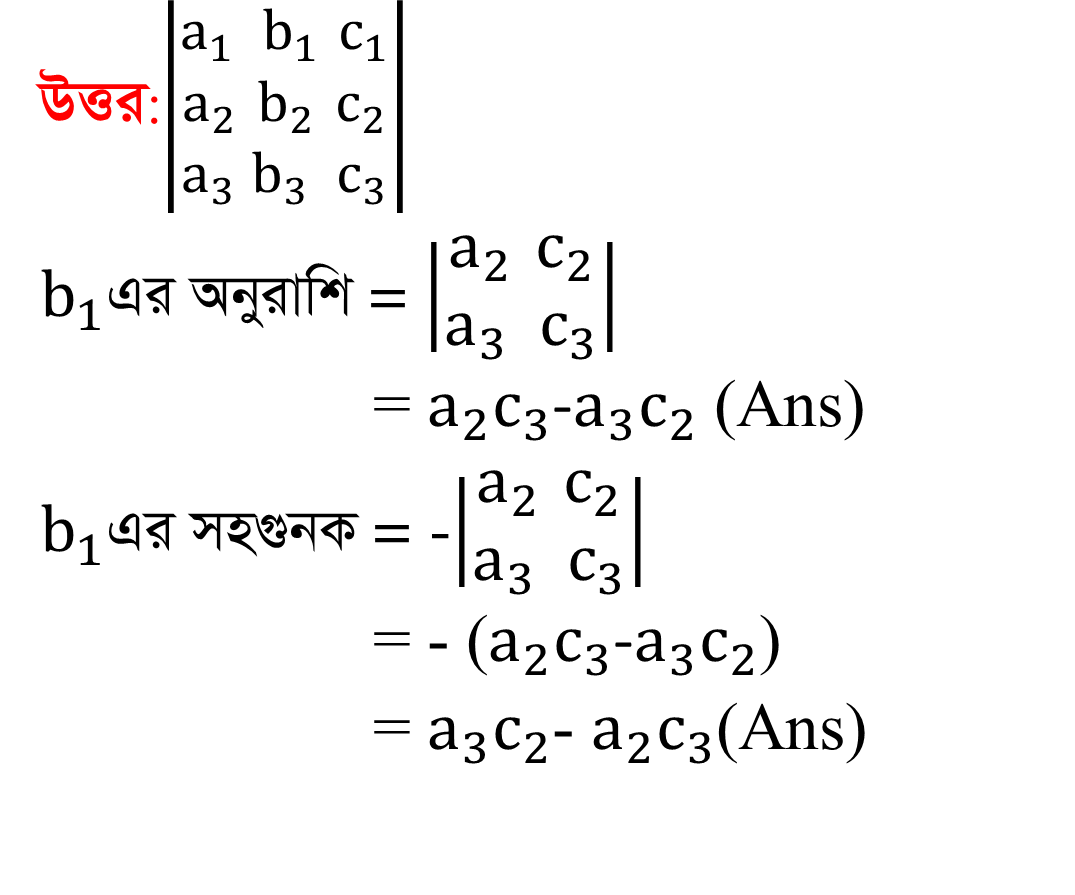 a₁ b₁ c₁
উত্তর: a₂ b₂ c₂
a₃ b₃ c₃
a₂ c₂
b₁এর অনুরাশি =
a₃ c₃
= a₂c₃-a₃c₂ (Ans)
a₂ c₂
b₁এর সহগুনক = -
a₃ c₃
= - (a₂c₃-a₃c₂)
= a₃c₂- a₂c₃(Ans)